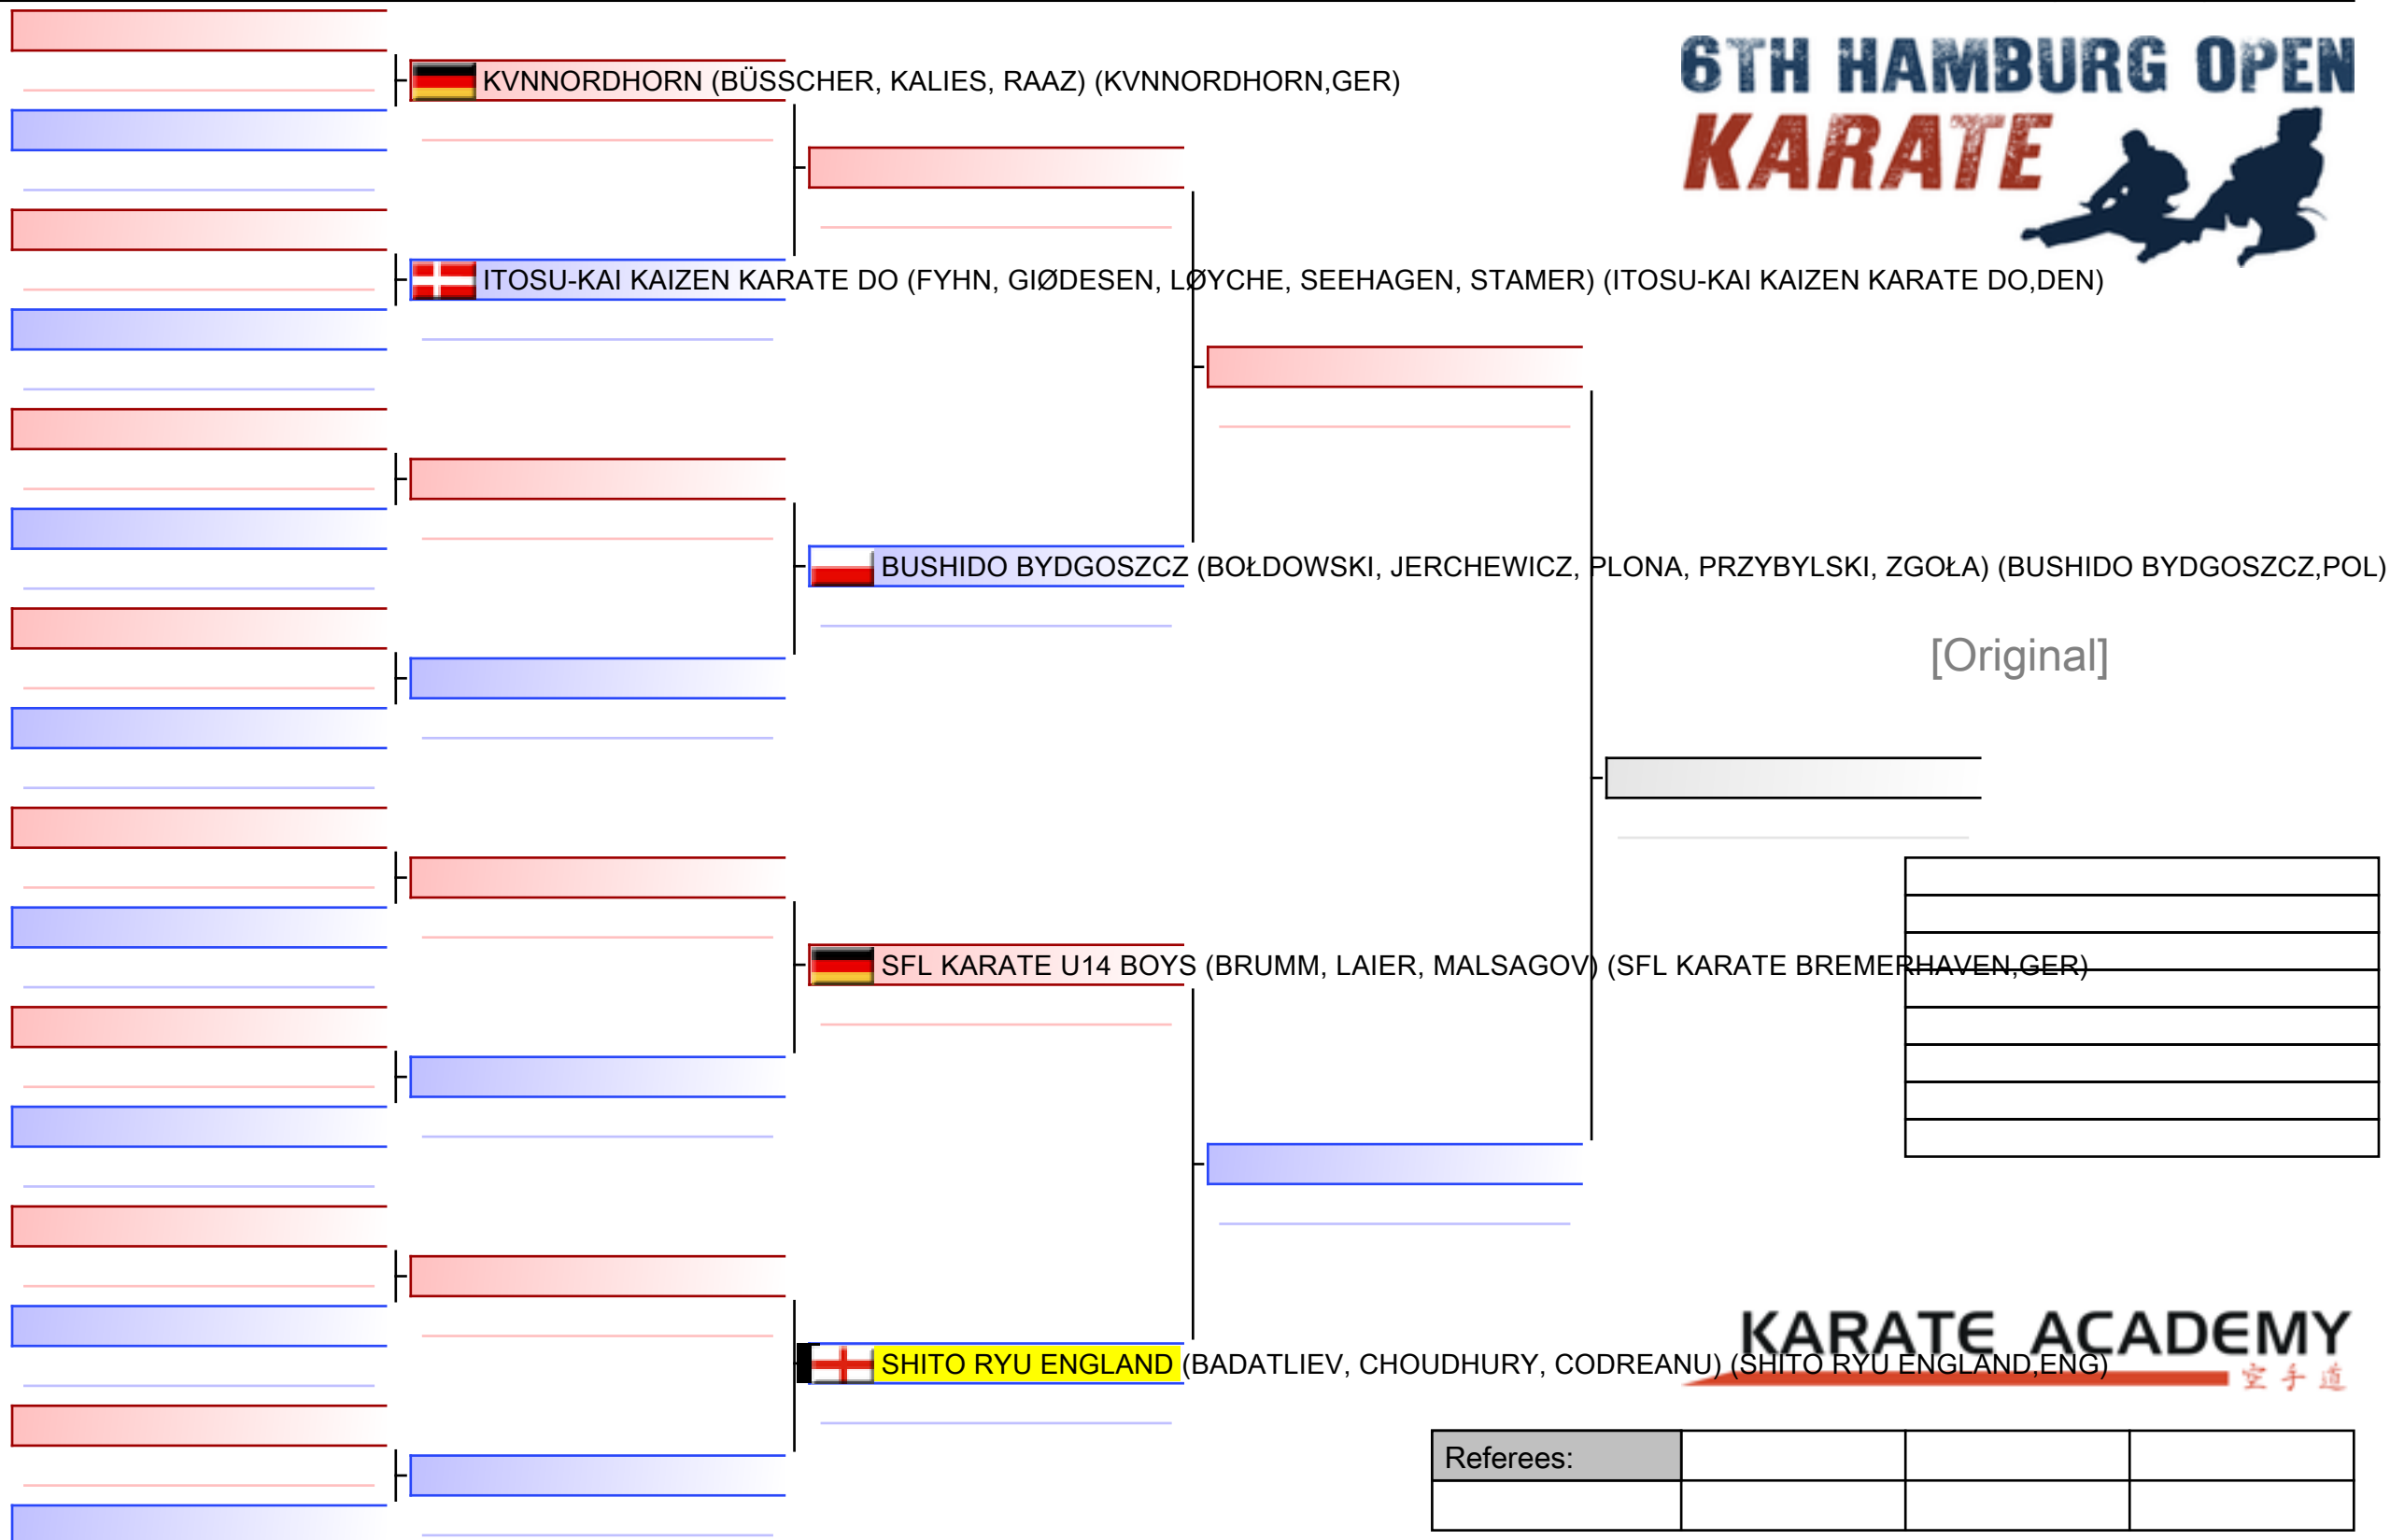 6TH HAMBURG OPEN
KARATE
KVNNORDHORN (BÜSSCHER, KALIES, RAAZ) (KVNNORDHORN,GER)
ITOSU-KAI KAIZEN KARATE DO (FYHN, GIØDESEN, LØYCHE, SEEHAGEN, STAMER) (ITOSU-KAI KAIZEN KARATE DO,DEN)
BUSHIDO BYDGOSZCZ (BOŁDOWSKI, JERCHEWICZ, PLONA, PRZYBYLSKI, ZGOŁA) (BUSHIDO BYDGOSZCZ,POL)
[Original]
SFL KARATE U14 BOYS (BRUMM, LAIER, MALSAGOV) (SFL KARATE BREMERHAVEN,GER)
KARATE ACADEMY
SHITO RYU ENGLAND (BADATLIEV, CHOUDHURY, CODREANU) (SHITO RYU ENGLAND,ENG)
空手道
Referees: